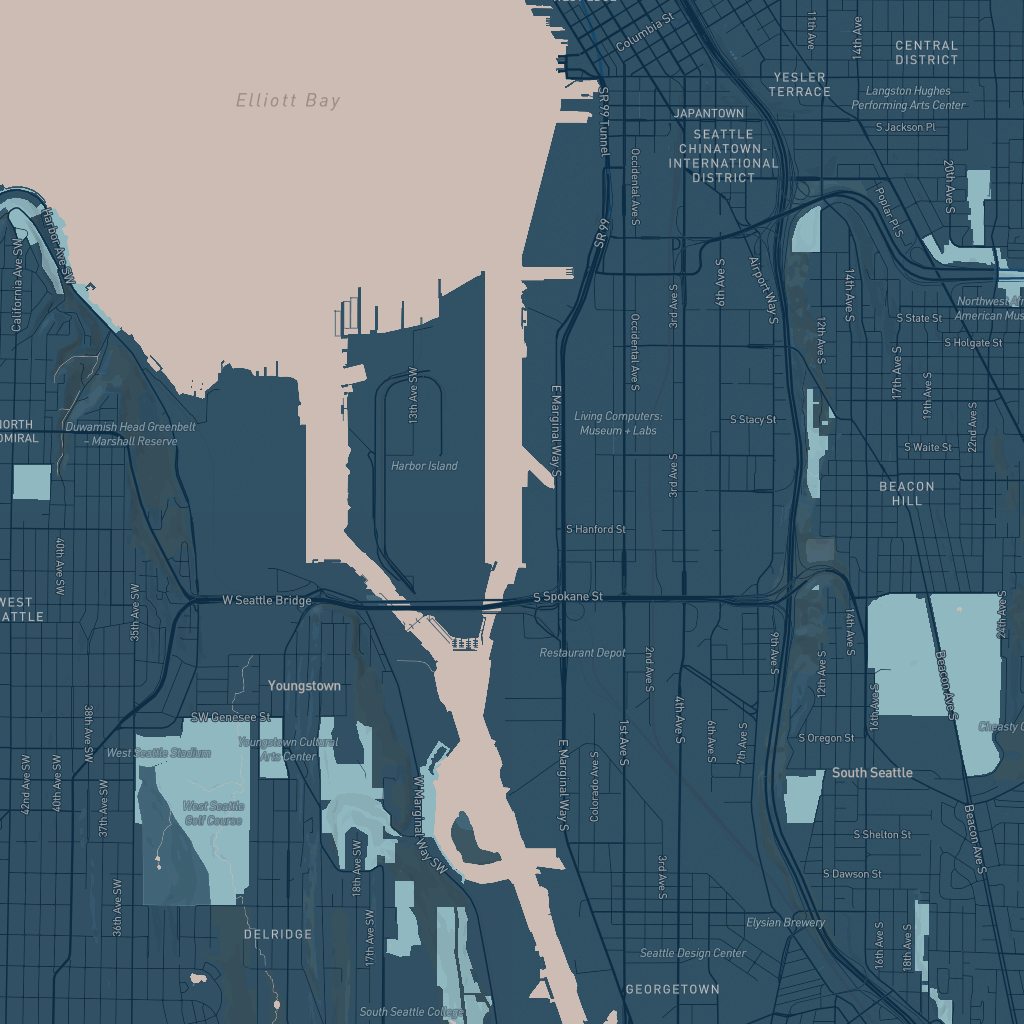 Columbia St
11th Ave
14th Ave
CENTRAL
DISTRICT
YESLER
TERRACE
Elliott Bay
Langston Hughes
Performing Arts Center
SR 99 Tunnel
JAPANTOWN
S Jackson Pl
SEATTLE
CHINATOWN-
INTERNATIONAL
DISTRICT
Occidental Ave S
20th Ave S
Poplar Pl S
Harbor Ave SW
SR 99
California Ave SW
6th Ave S
Airport Way S
14th Ave S
3rd Ave S
Northwest
American
S State St
12th Ave S
S Holgate St
Occidental Ave S
17th Ave S
19th Ave S
13th Ave SW
E Marginal Way S
22nd Ave S
Living Computers:
Museum + Labs
S Stacy St
Duwamish Head Greenbelt
– Marshall Reserve
S Waite St
Harbor Island
3rd Ave S
BEACON
HILL
S Hanford St
40th Ave SW
35th Ave SW
W Seattle Bridge
S Spokane St
WEST
14th Ave S
24th Ave S
9th Ave S
Restaurant Depot
2nd Ave S
12th Ave S
Beacon Ave S
Youngstown
16th Ave S
4th Ave S
SW Genesee St
38th Ave SW
1st Ave S
6th Ave S
7th Ave S
S Oregon St
West Seattle Stadium
Youngstown Cultural
Arts Center
42nd Ave SW
40th Ave SW
37th Ave SW
E Marginal Way S
Colorado Ave S
South Seattle
West Seattle
Golf Course
W Marginal Way SW
Beacon Ave S
S Shelton St
18th Ave SW
3rd Ave S
S Dawson St
36th Ave SW
17th Ave SW
Elysian Brewery
DELRIDGE
16th Ave S
18th Ave S
Seattle Design Center
GEORGETOWN
South Seattle College